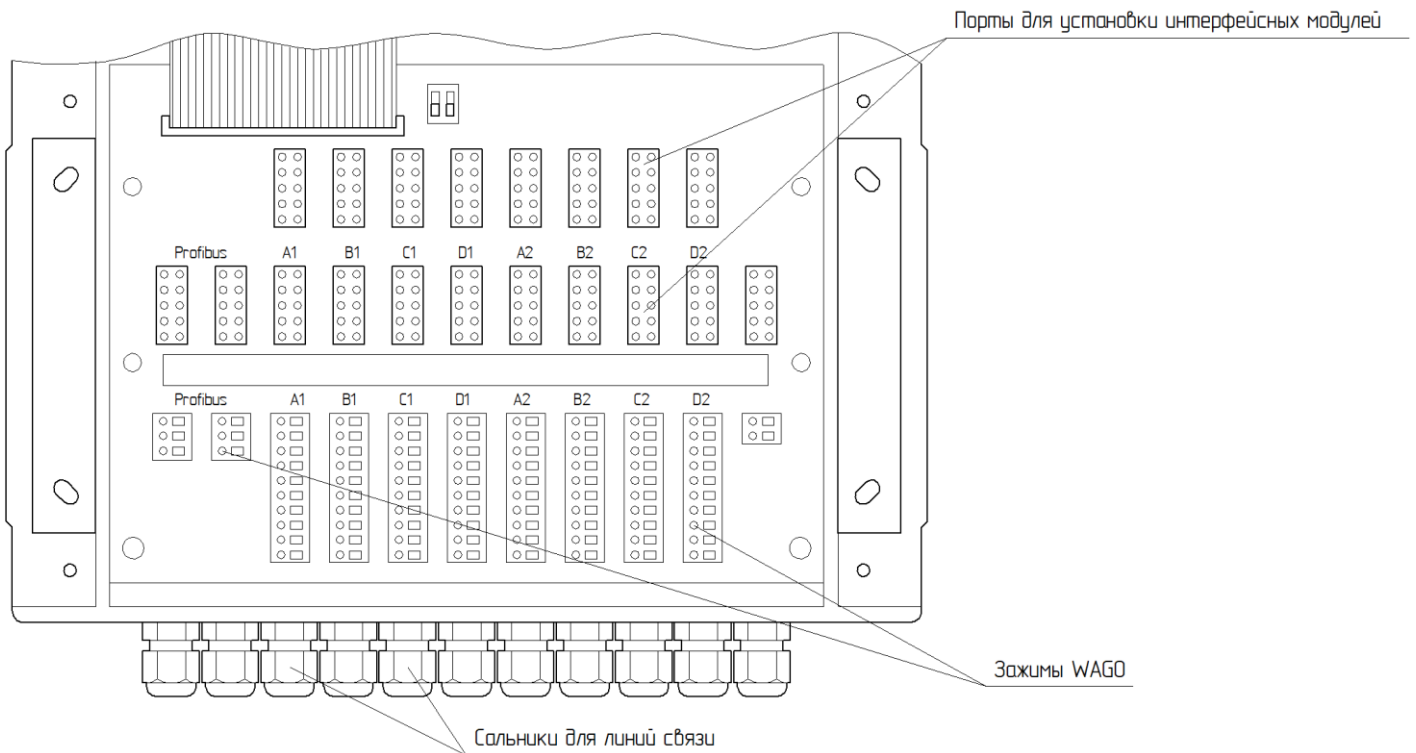 Порты для установки интерфейсных модулей
Profibus A1 B1 C1 D1 A2 B2 C2 D2
Profibus A1 B1 C1 D1 A2 B2 C2 D2
Зажимы WAGO
Сальники для линий связи